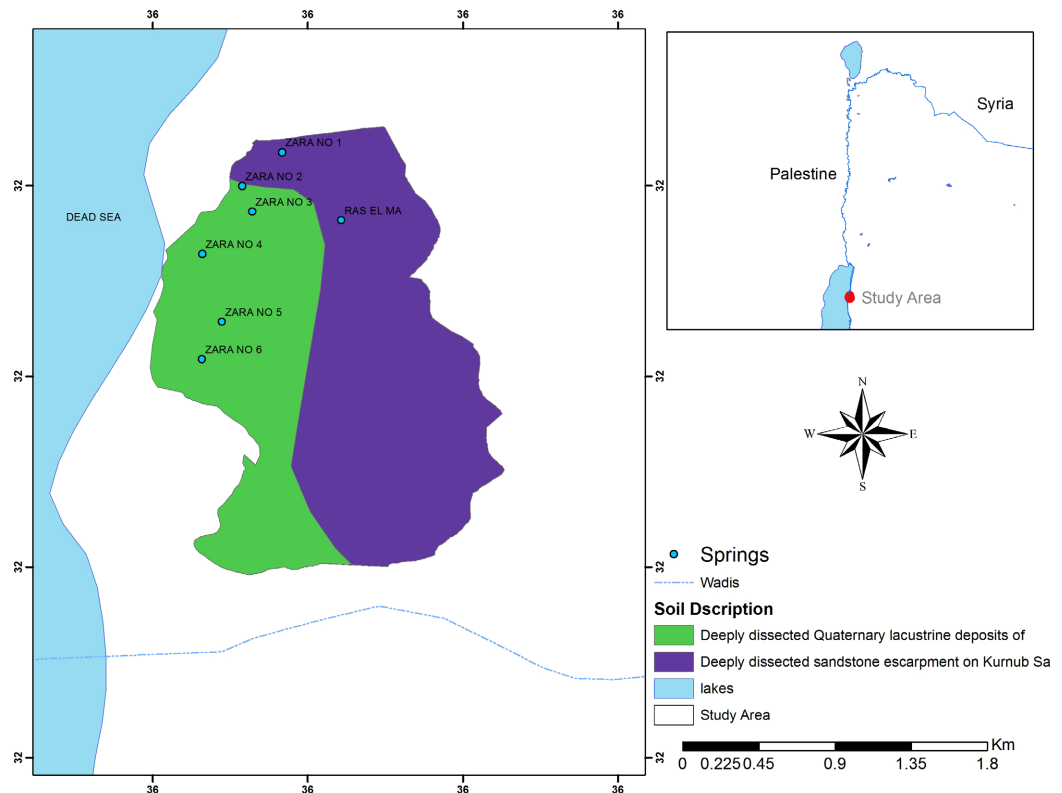 36 36 36 36
ZARA NO 1
ZARA NO 2
ZARA NO 3
RAS EL MA
DEAD SEA
ZARA NO 4
ZARA NO 5
ZARA NO 6
32 32
32 32
32 32
32 32
36 36 36 36
Syria
Palestine
Study Area
N
W E
S
Springs
Wadis
Soil Dscription
Deeply dissected Quaternary lacustrine deposits of
Deeply dissected sandstone escarpment on Kurnub Sa
lakes
Study Area
Km
0 0.225 0.45 0.9 1.35 1.8